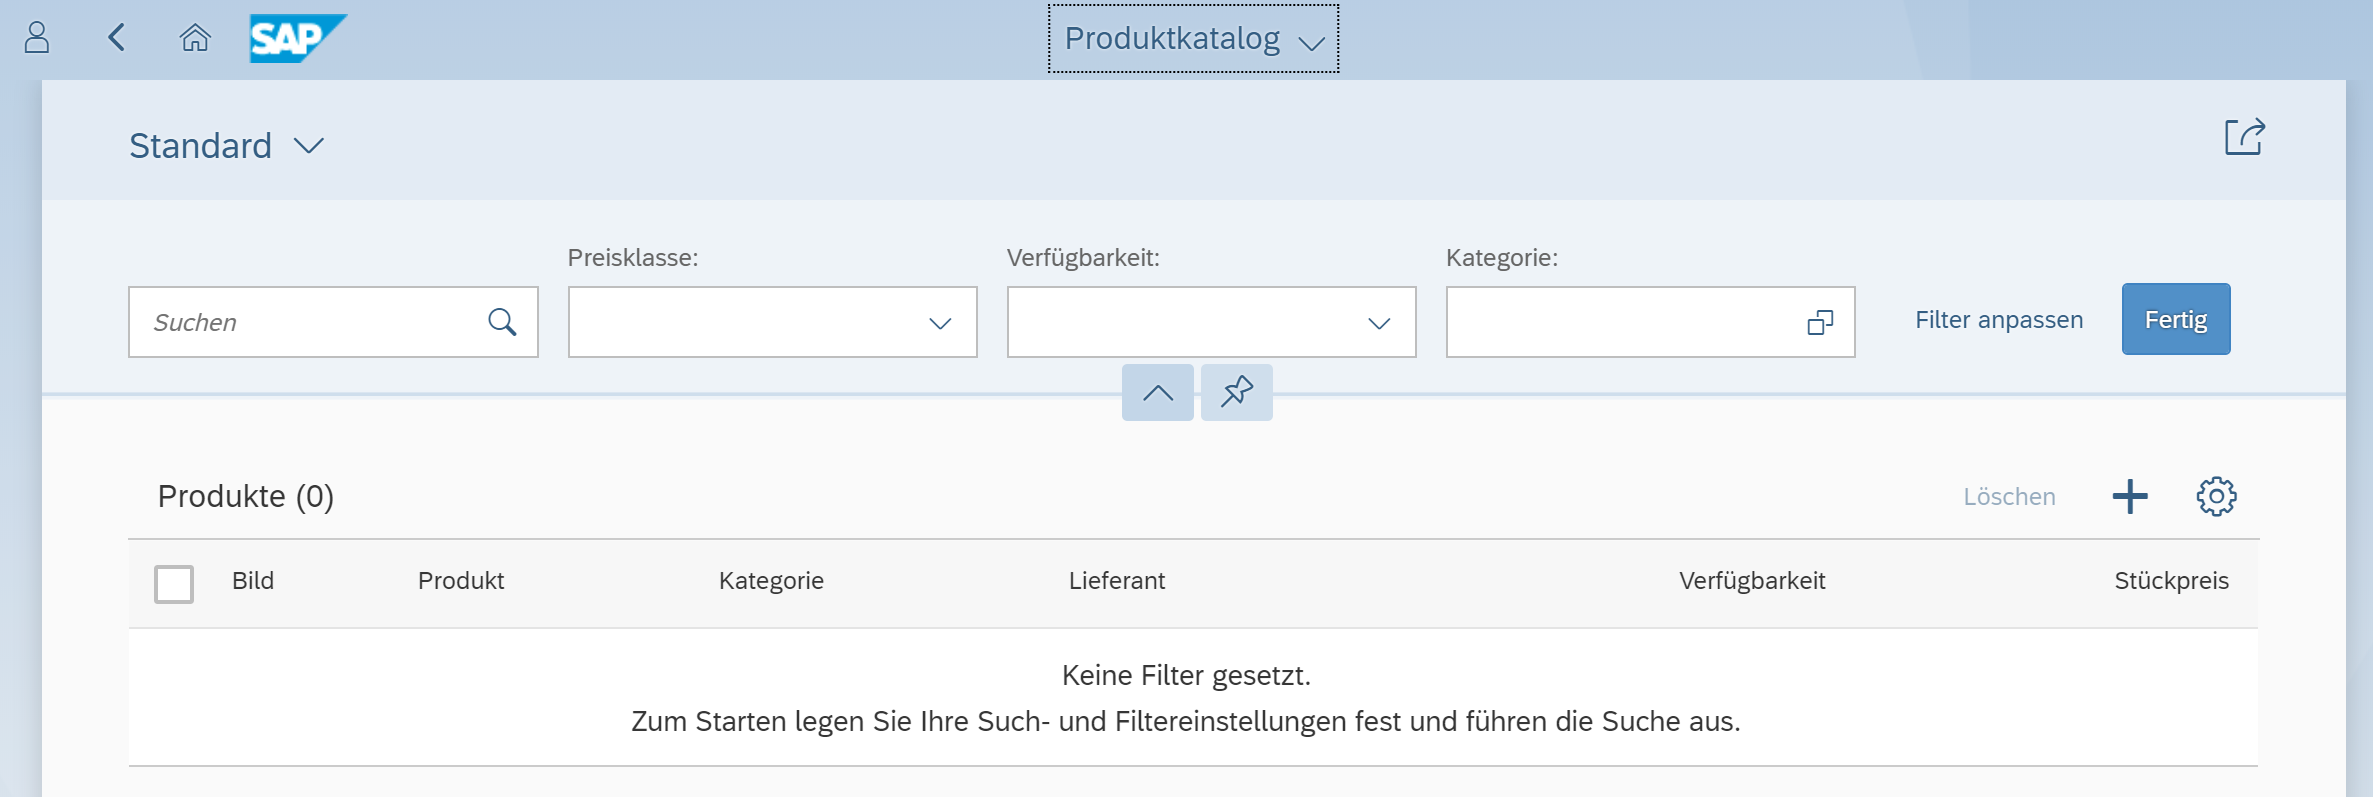 SAP
Produktkatalog
Standard
Preisklasse:
Verfügbarkeit:
Kategorie:
Suchen
Filter anpassen
Fertig
Produkte (0)
Löschen
Bild
Produkt
Kategorie
Lieferant
Verfügbarkeit
Stückpreis
Keine Filter gesetzt.
Zum Starten legen Sie Ihre Such- und Filtereinstellungen fest und führen die Suche aus.